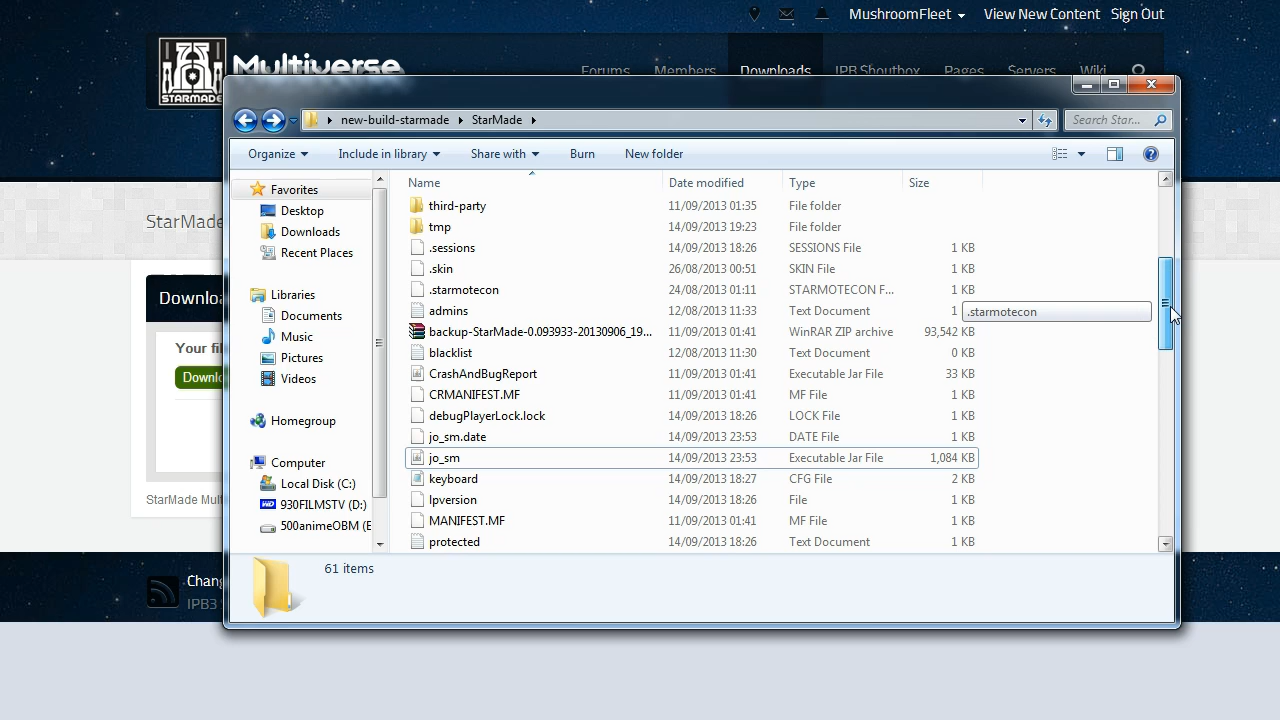 MushroomFleet View New Content Sign Out
STARMADE Multiverse Forums Members Downloads IPB Shoutbox Pages Servers Wiki
new-build-starmade StarMade Search Star...
Organize Include in library Share with Burn New folder
Favorites
Desktop
Downloads
Recent Places
Libraries
Documents
Music
Pictures
Videos
Homegroup
Computer
Local Disk (C:)
930FILMSTV (D:)
500animeOBM (E
Name Date modified Type Size
third-party 11/09/2013 01:35 File folder
tmp 14/09/2013 19:23 File folder
.sessions 14/09/2013 18:26 SESSIONS File 1 KB
.skin 26/08/2013 00:51 SKIN File 1 KB
.starmotecon 24/08/2013 01:11 STARMOTECON F... 1 KB
admins 12/08/2013 11:33 Text Document 1
.starmotecon
backup-StarMade-0.093933-20130906_19... 11/09/2013 01:41 WinRAR ZIP archive 93,542 KB
blacklist 12/08/2013 11:30 Text Document 0 KB
CrashAndBugReport 11/09/2013 01:41 Executable Jar File 33 KB
CRMANIFEST.MF 11/09/2013 01:41 MF File 1 KB
debugPlayerLock.lock 14/09/2013 18:26 LOCK File 1 KB
jo_sm.date 14/09/2013 23:53 DATE File 1 KB
jo_sm 14/09/2013 23:53 Executable Jar File 1,084 KB
keyboard 14/09/2013 18:27 CFG File 2 KB
lpversion 14/09/2013 18:26 File 1 KB
MANIFEST.MF 11/09/2013 01:41 MF File 1 KB
protected 14/09/2013 18:26 Text Document 1 KB
61 items
StarMade
Downloa
Your fil
Downlo
StarMade Mult
Chang
IPB3